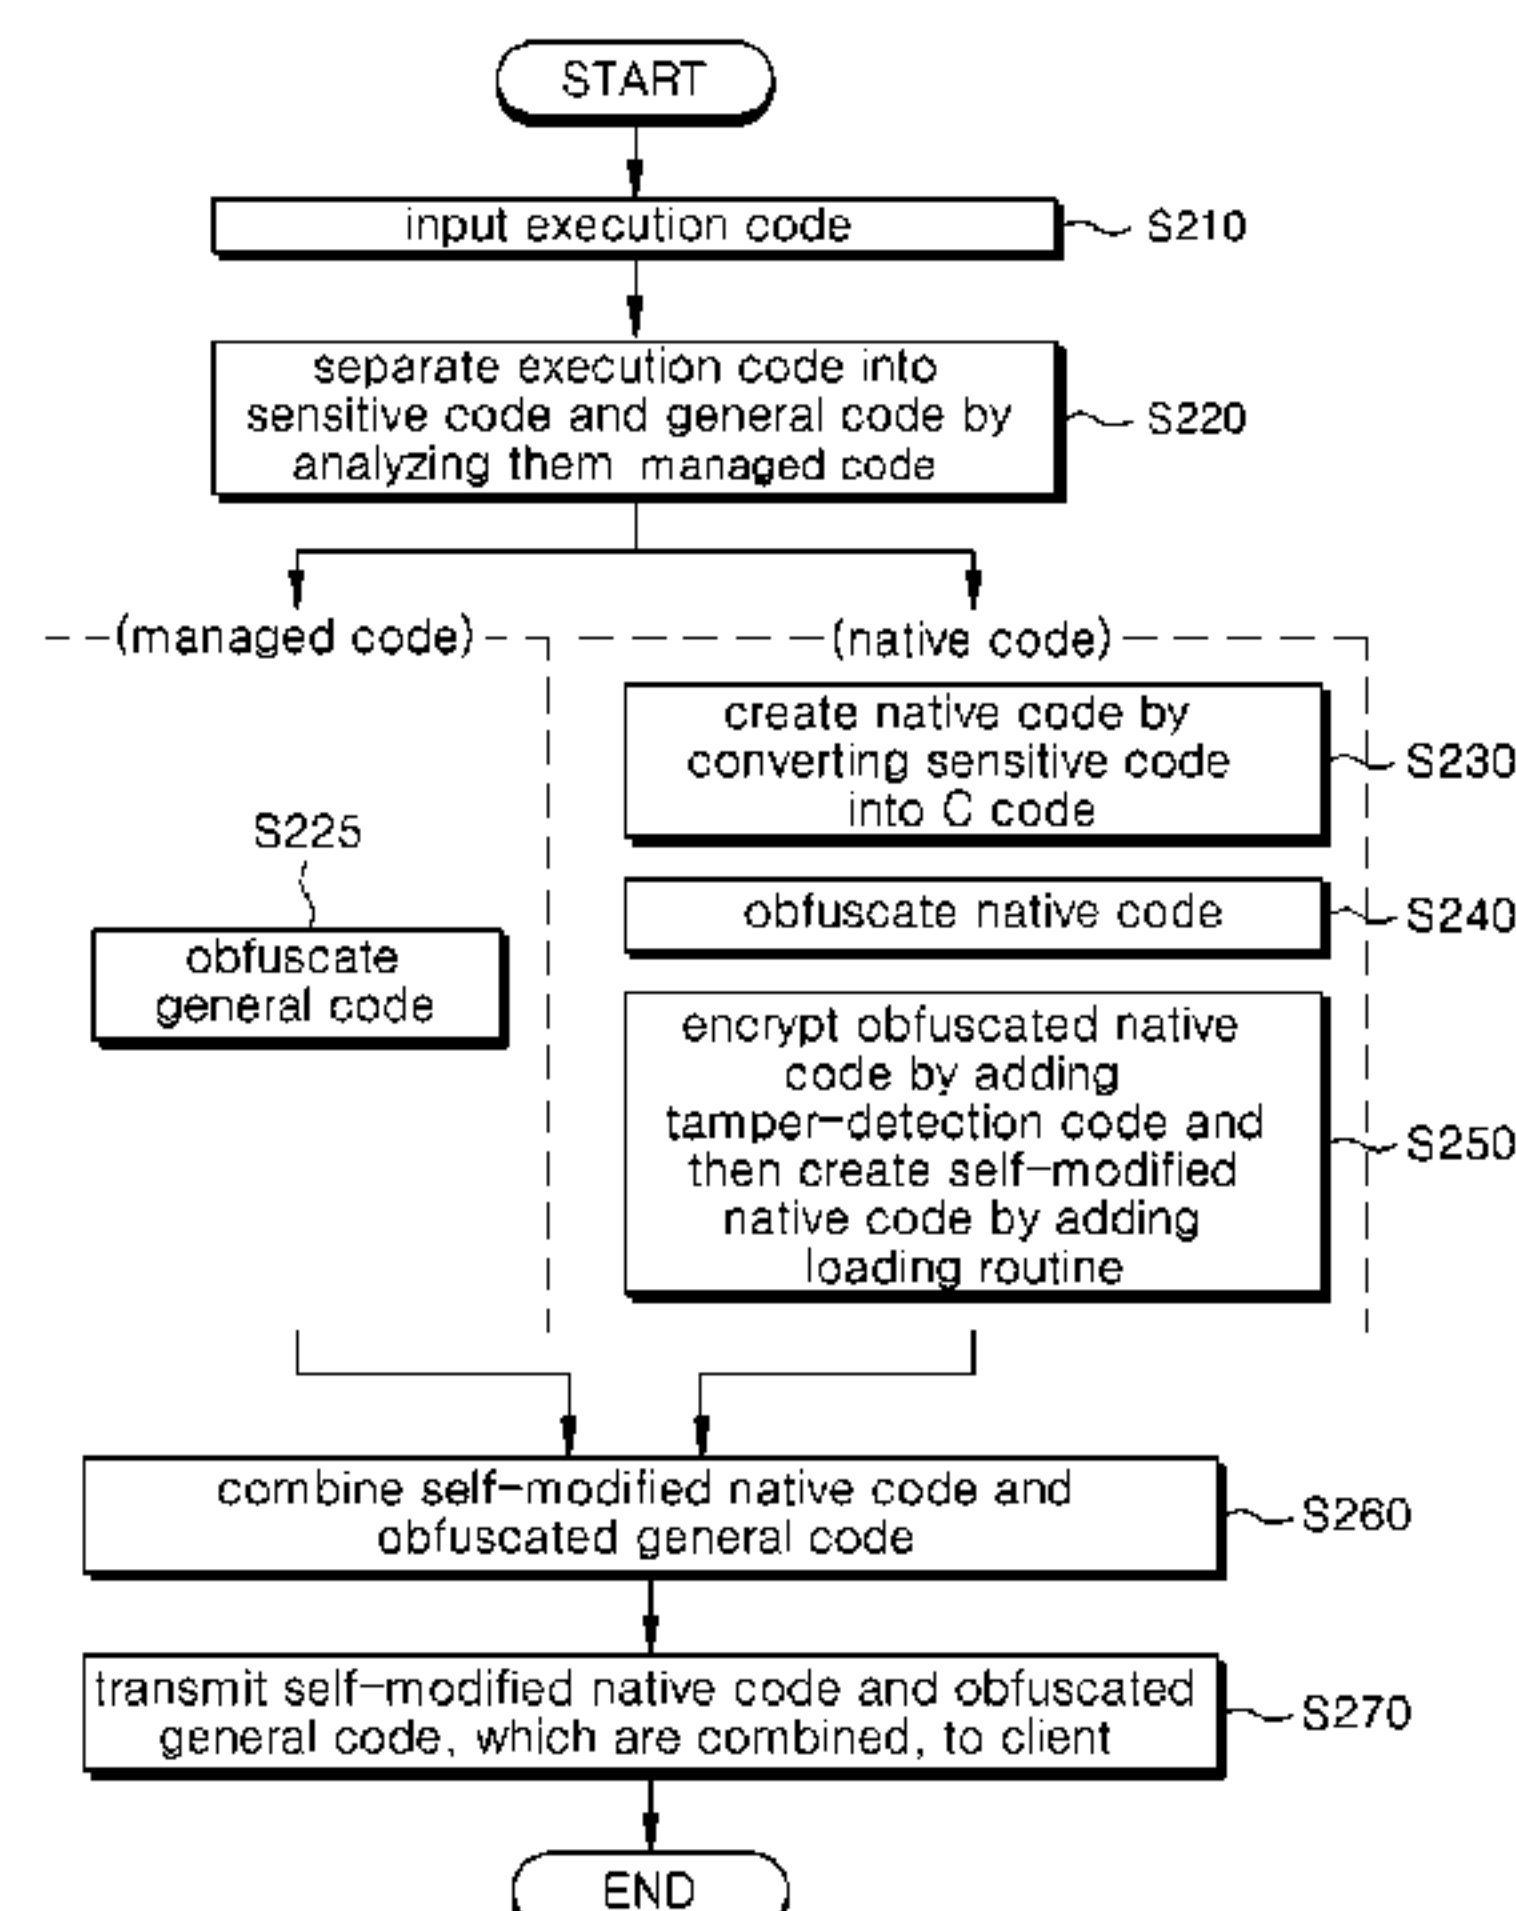 START
input execution code
S210
separate execution code into
sensitive code and general code by
analyzing them managed code
S220
(managed code)
(native code)
create native code by
converting sensitive code
into C code
S230
S225
obfuscate
general code
obfuscate native code
S240
encrypt obfuscated native
code by adding
tamper-detection code and
then create self-modified
native code by adding
loading routine
S250
combine self-modified native code and
obfuscated general code
S260
transmit self-modified native code and obfuscated
general code, which are combined, to client
S270
END